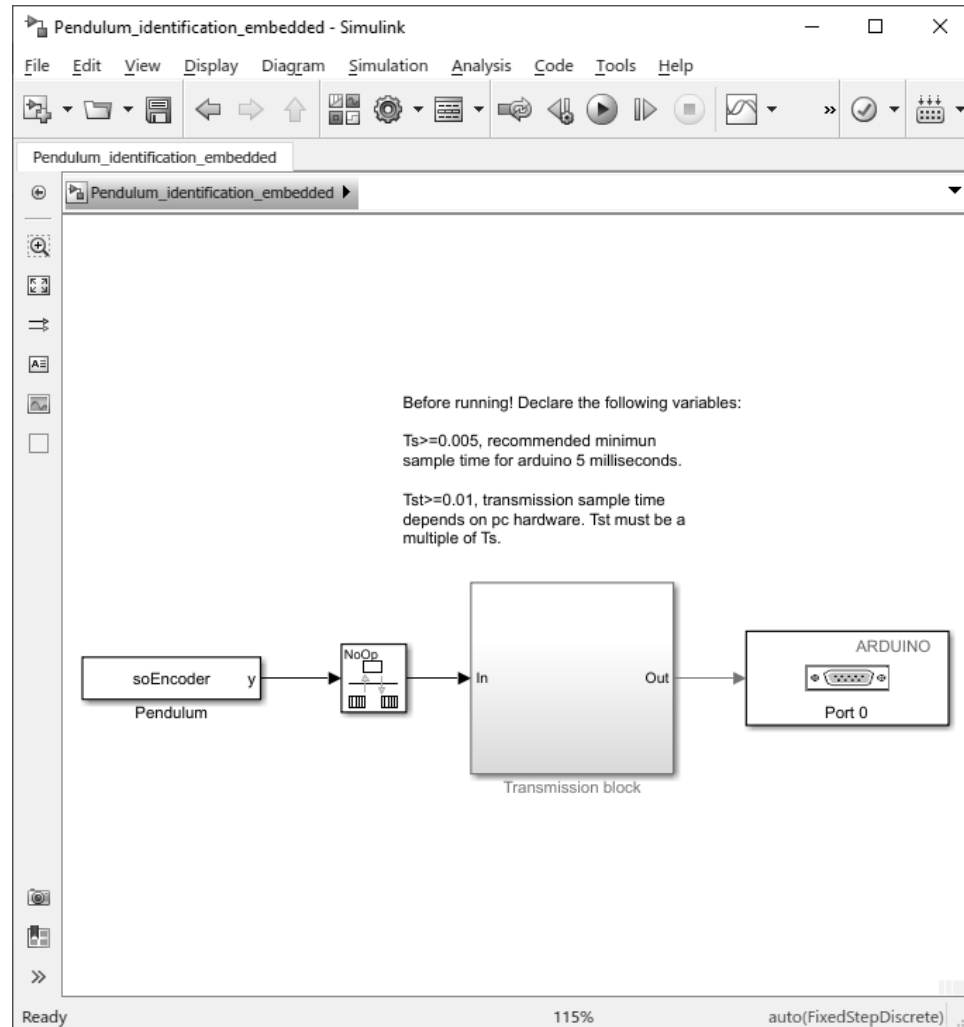 Pendulum_identification_embedded - Simulink
File Edit View Display Diagram Simulation Analysis Code Tools Help
»
Pendulum_identification_embedded
Pendulum_identification_embedded
Before running! Declare the following variables:
Ts>=0.005, recommended minimun
sample time for arduino 5 milliseconds.
Tst>=0.01, transmission sample time
depends on pc hardware. Tst must be a
multiple of Ts.
soEncoder y
Pendulum
NoOp
In Out
Transmission block
ARDUINO
Port 0
»
Ready 115% auto(FixedStepDiscrete)